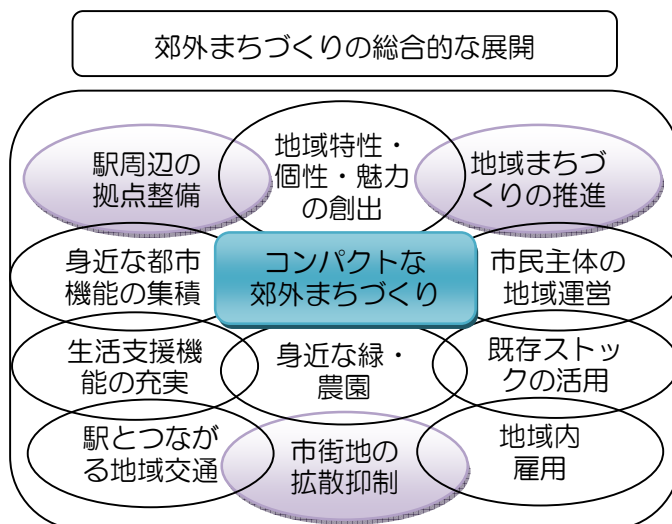 郊外まちづくりの総合的な展開
駅周辺の
拠点整備
地域特性・
個性・魅力
の創出
地域まちづ
くりの推進
身近な都市
機能の集積
コンパクトな
郊外まちづくり
市民主体の
地域運営
生活支援機
能の充実
身近な緑・
農園
既存ストッ
クの活用
駅とつなが
る地域交通
市街地の
拡散抑制
地域内
雇用